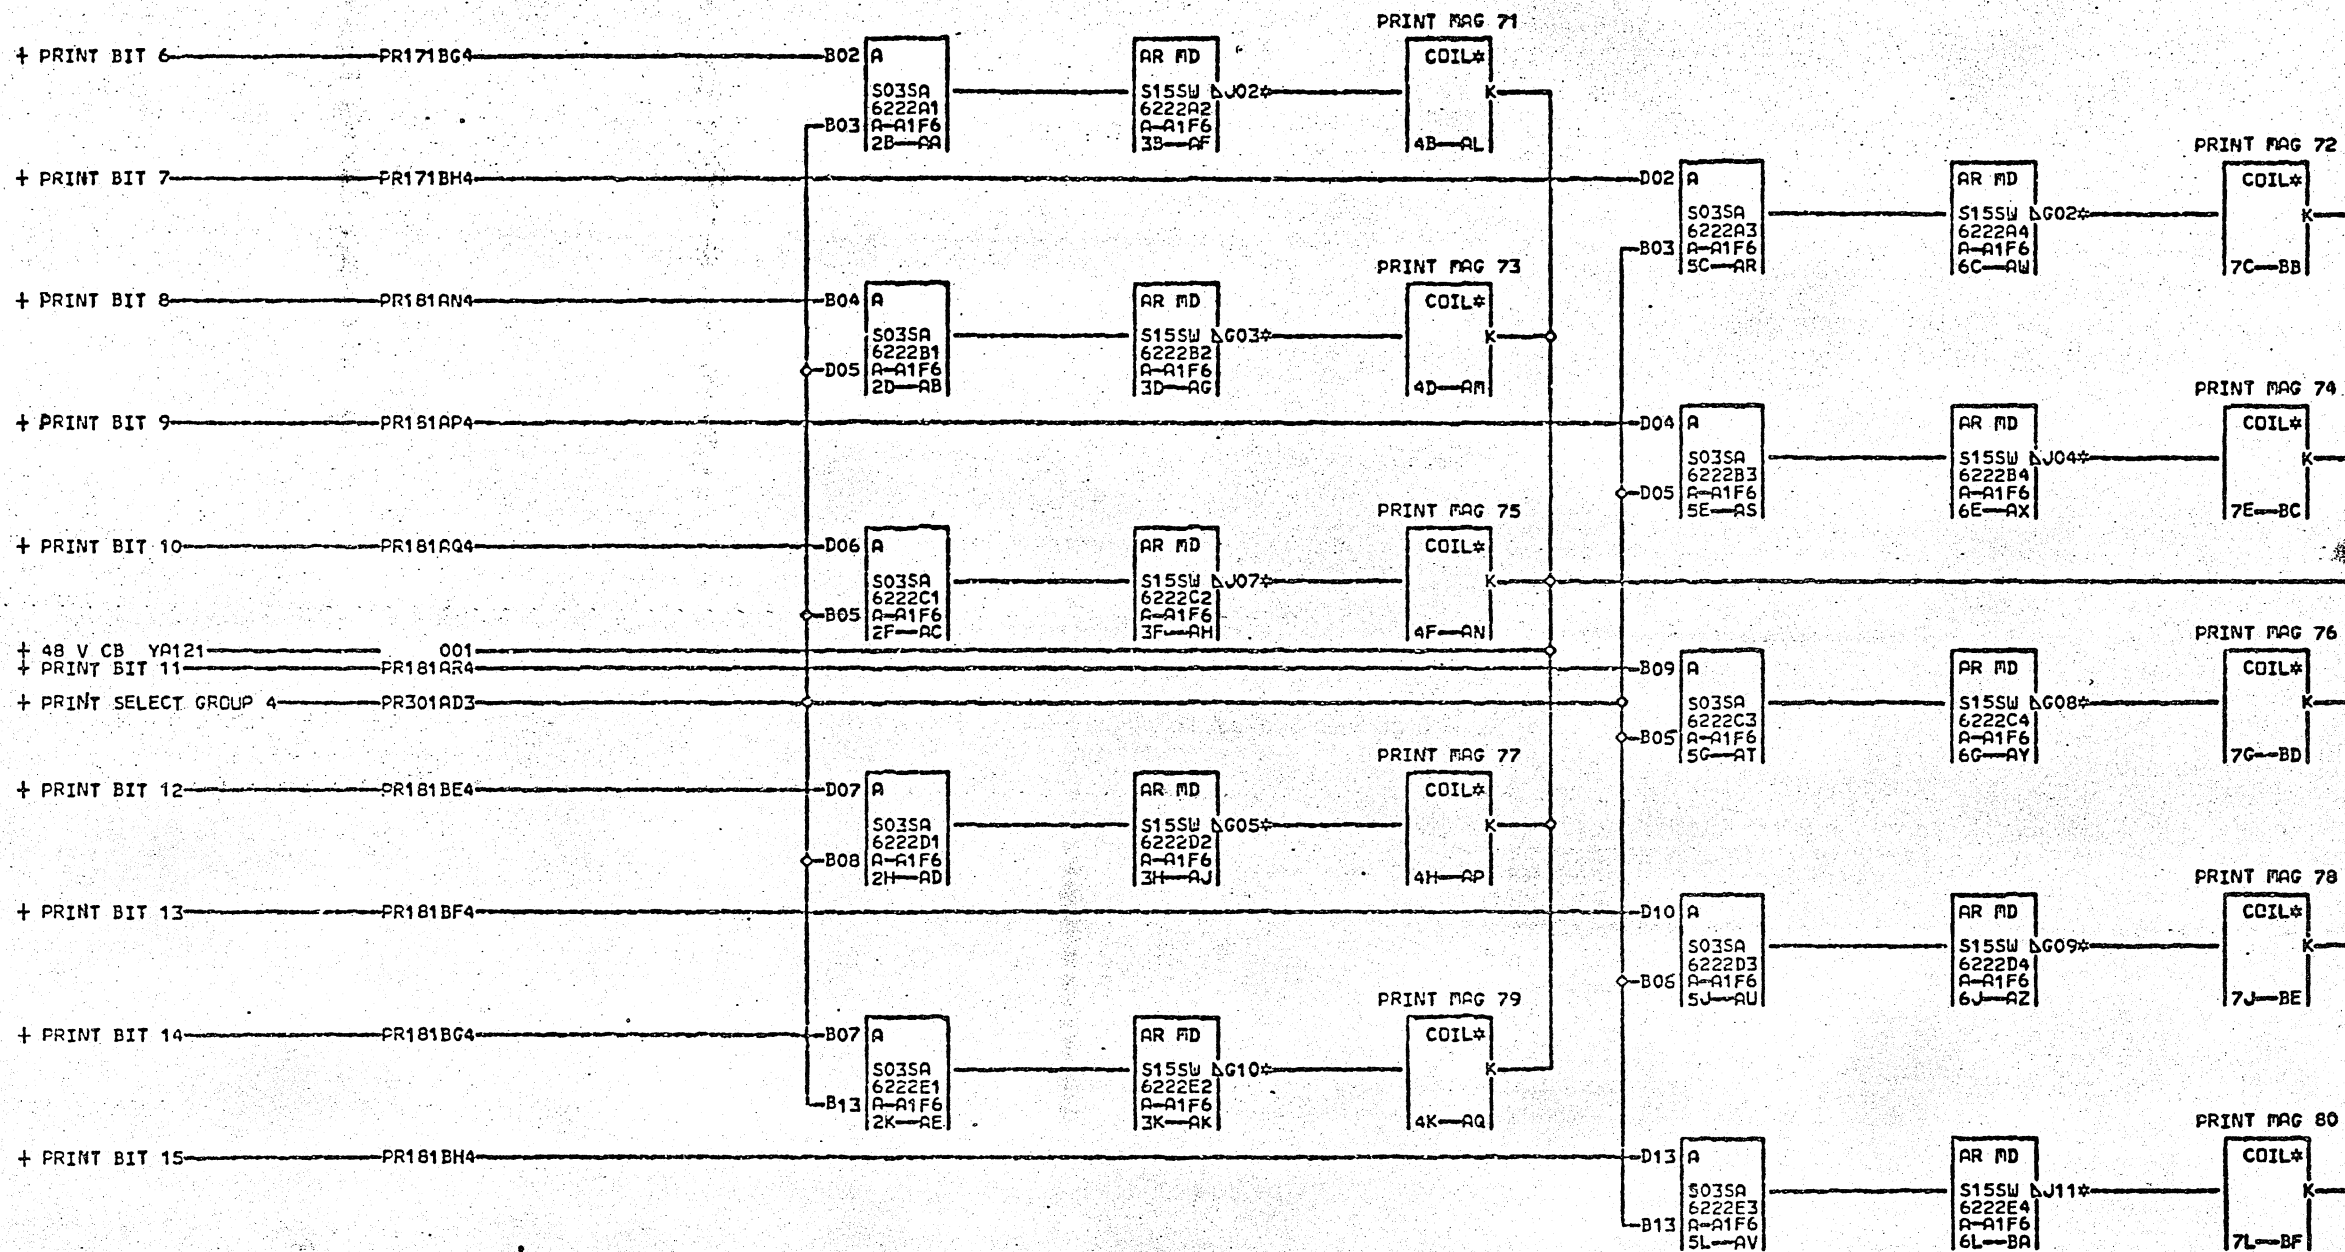 PRINT MAG 71
+ PRINT BIT 6 PR171BG4 B02 A AR MD COIL*
S03SA S15SW J02* K
6222A1 6222A2
B03 A-A1F6 A-A1F6
2B-AA 3B-AF 4B-AL
PRINT MAG 72
+ PRINT BIT 7 PR171BH4 D02 A AR MD COIL*
S03SA S15SW G02* K
6222A3 6222A4
B03 A-A1F6 A-A1F6
5C-AR 6C-AW 7C-BB
PRINT MAG 73
+ PRINT BIT 8 PR181AN4 B04 A AR MD COIL*
S03SA S15SW G03* K
6222B1 6222B2
D05 A-A1F6 A-A1F6
2D-AB 3D-AG 4D-AM
PRINT MAG 74
+ PRINT BIT 9 PR181AP4 D04 A AR MD COIL*
S03SA S15SW J04* K
6222B3 6222B4
D05 A-A1F6 A-A1F6
5E-AS 6E-AX 7E-BC
PRINT MAG 75
+ PRINT BIT 10 PR181AQ4 D06 A AR MD COIL*
S03SA S15SW J07* K
6222C1 6222C2
B05 A-A1F6 A-A1F6
2F-AC 3F-AH 4F-AN
+ 48 V CB YA121 001
PRINT MAG 76
+ PRINT BIT 11 PR181AR4 B09 A AR MD COIL*
+ PRINT SELECT GROUP 4 PR301AD3
S03SA S15SW G08* K
6222C3 6222C4
B05 A-A1F6 A-A1F6
5G-AT 6G-AY 7G-BD
PRINT MAG 77
+ PRINT BIT 12 PR181BE4 D07 A AR MD COIL*
S03SA S15SW G05* K
6222D1 6222D2
B08 A-A1F6 A-A1F6
2H-AD 3H-AJ 4H-AP
PRINT MAG 78
+ PRINT BIT 13 PR181BF4 D10 A AR MD COIL*
S03SA S15SW G09* K
6222D3 6222D4
B06 A-A1F6 A-A1F6
5J-AU 6J-AZ 7J-BE
PRINT MAG 79
+ PRINT BIT 14 PR181BG4 B07 A AR MD COIL*
S03SA S15SW G10* K
6222E1 6222E2
B13 A-A1F6 A-A1F6
2K-AE 3K-AK 4K-AQ
PRINT MAG 80
+ PRINT BIT 15 PR181BH4 D13 A AR MD COIL*
S03SA S15SW J11* K
6222E3 6222E4
B13 A-A1F6 A-A1F6
5L-AV 6L-BA 7L-BF